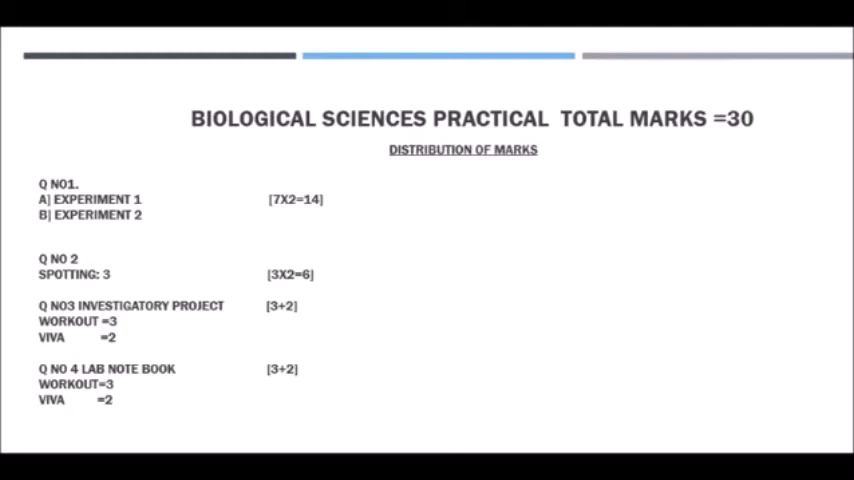 BIOLOGICAL SCIENCES PRACTICAL TOTAL MARKS =30
DISTRIBUTION OF MARKS
Q NO1.
A] EXPERIMENT 1 [7X2=14]
B] EXPERIMENT 2
Q NO 2
SPOTTING: 3 [3X2=6]
Q NO3 INVESTIGATORY PROJECT [3+2]
WORKOUT =3
VIVA =2
Q NO 4 LAB NOTE BOOK [3+2]
WORKOUT=3
VIVA =2